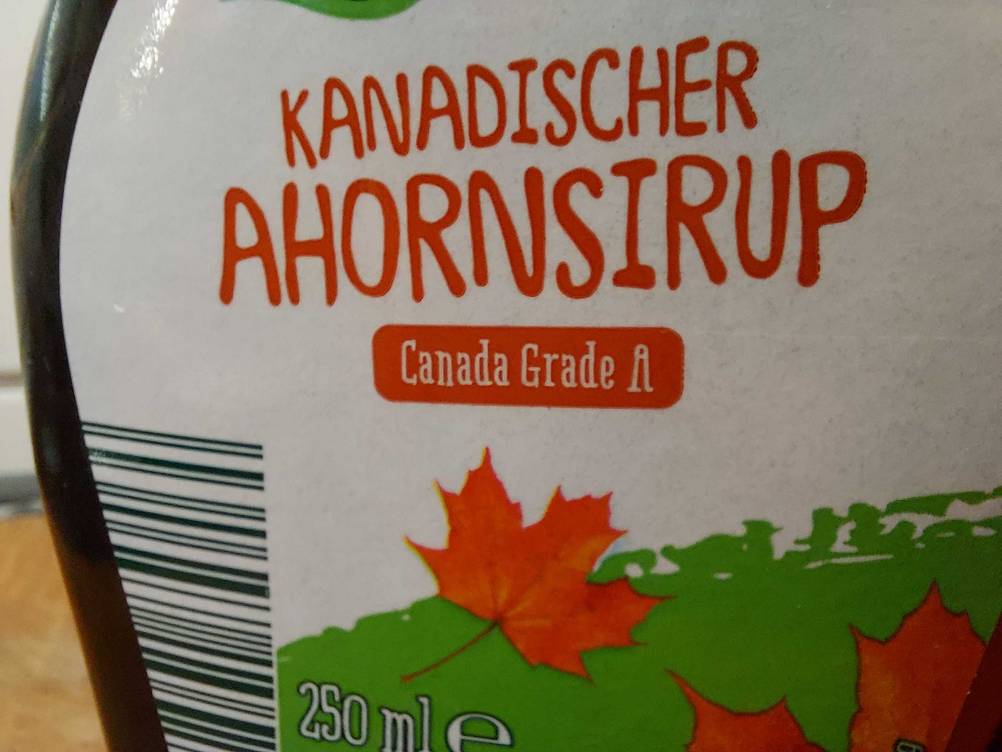 KANADISCHER
AHORNSIRUP
Canada Grade A
250 ml e